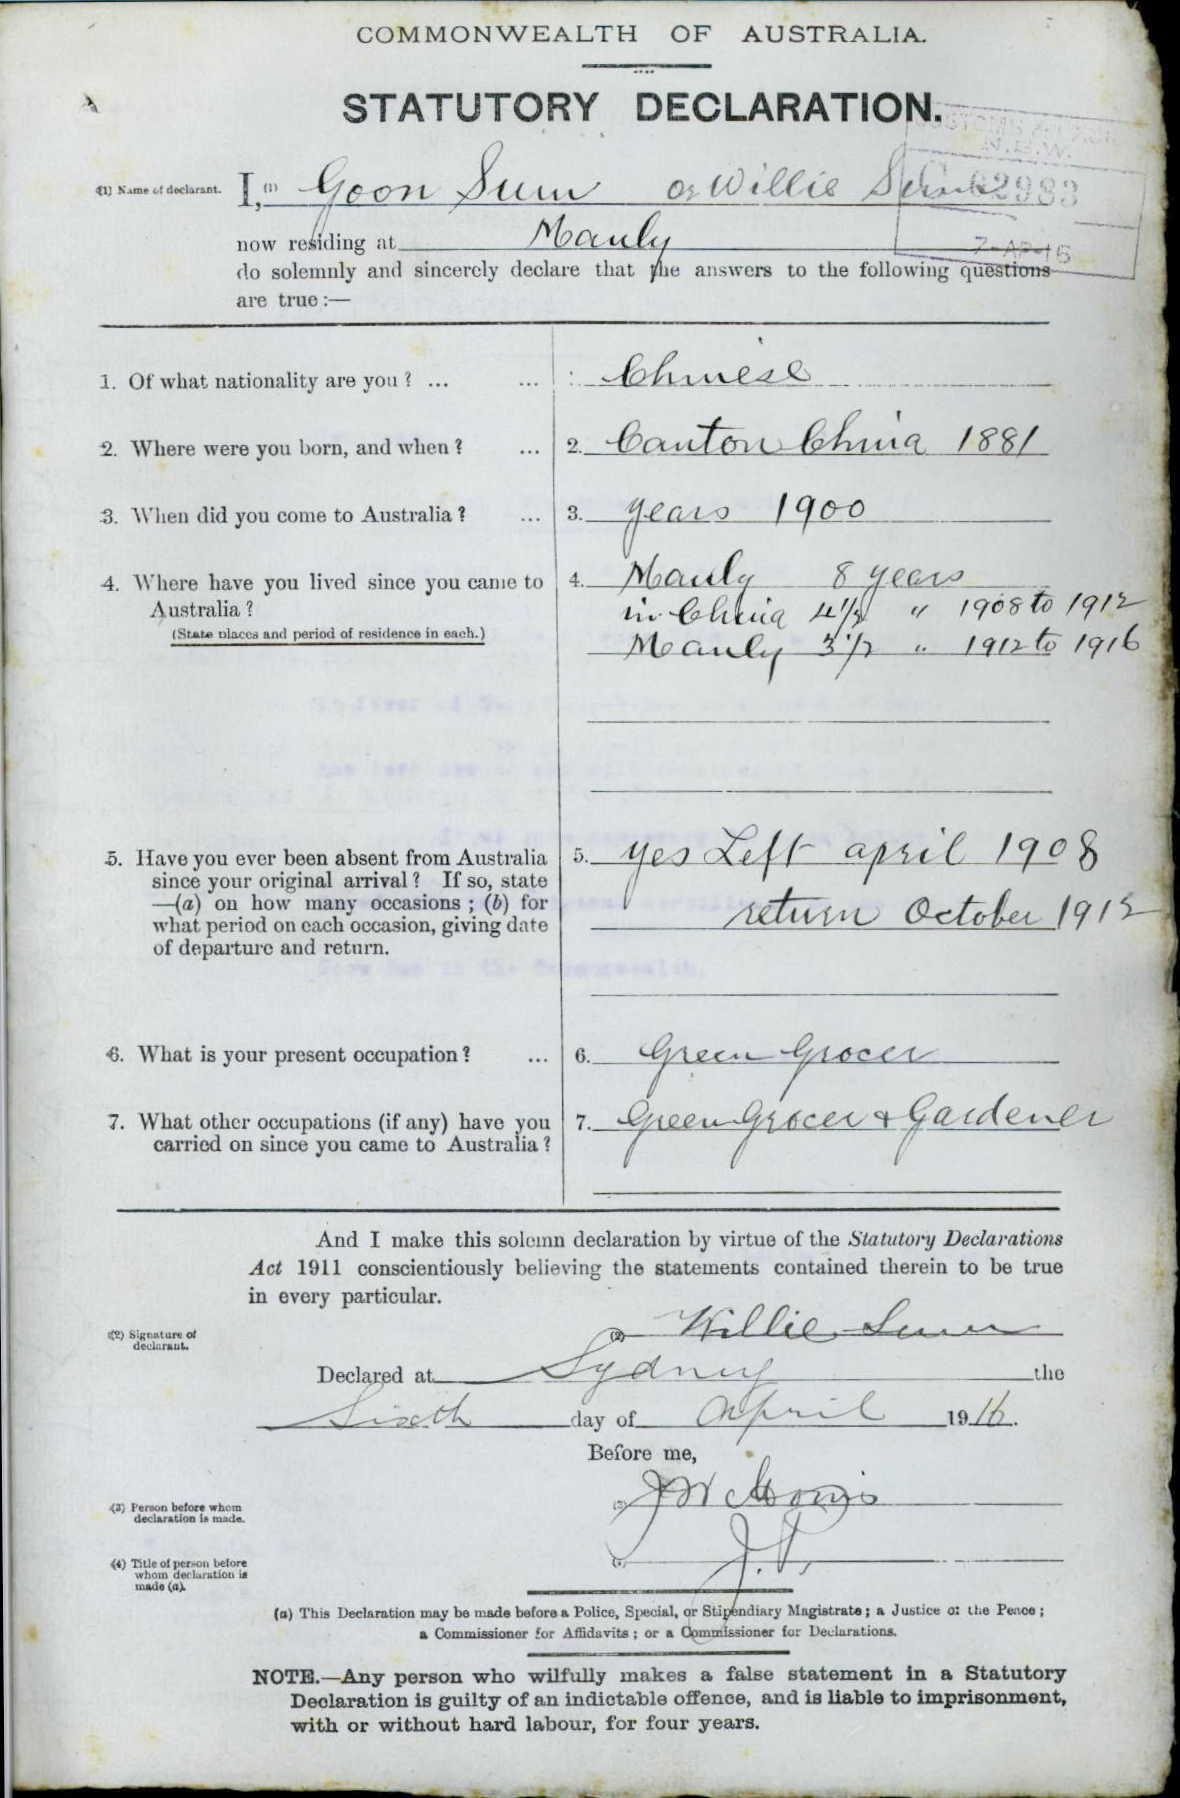 COMMONWEALTH OF AUSTRALIA.
STATUTORY DECLARATION.
N.S.W.
(1) Name of declarant. I, (1) Goon Sum or Willie Sum
2983
now residing at Manly
7-AP-16
do solemnly and sincerely declare that the answers to the following questions
are true:—
1. Of what nationality are you? ... ... : Chinese
2. Where were you born, and when? ... 2. Canton China 1881
3. When did you come to Australia? ... 3. years 1900
4. Where have you lived since you came to 4. Manly 8 years
Australia? in China 4½ " 1908 to 1912
(State places and period of residence in each.) Manly 3½ " 1912 to 1916
5. Have you ever been absent from Australia 5. yes Left april 1908
since your original arrival? If so, state
—(a) on how many occasions; (b) for return October 1912
what period on each occasion, giving date
of departure and return.
6. What is your present occupation? ... 6. Green Grocer
7. What other occupations (if any) have you 7. Green Grocer & Gardener
carried on since you came to Australia?
And I make this solemn declaration by virtue of the Statutory Declarations
Act 1911 conscientiously believing the statements contained therein to be true
in every particular.
(2) Signature of declarant. (2) Willie Sum
Declared at Sydney the
Sixth day of April 1916.
Before me,
(3) Person before whom declaration is made. (3) J W Morris
(4) Title of person before whom declaration is made (a). (4) J.P.
(a) This Declaration may be made before a Police, Special, or Stipendiary Magistrate; a Justice of the Peace;
a Commissioner for Affidavits; or a Commissioner for Declarations.
NOTE.—Any person who wilfully makes a false statement in a Statutory
Declaration is guilty of an indictable offence, and is liable to imprisonment,
with or without hard labour, for four years.